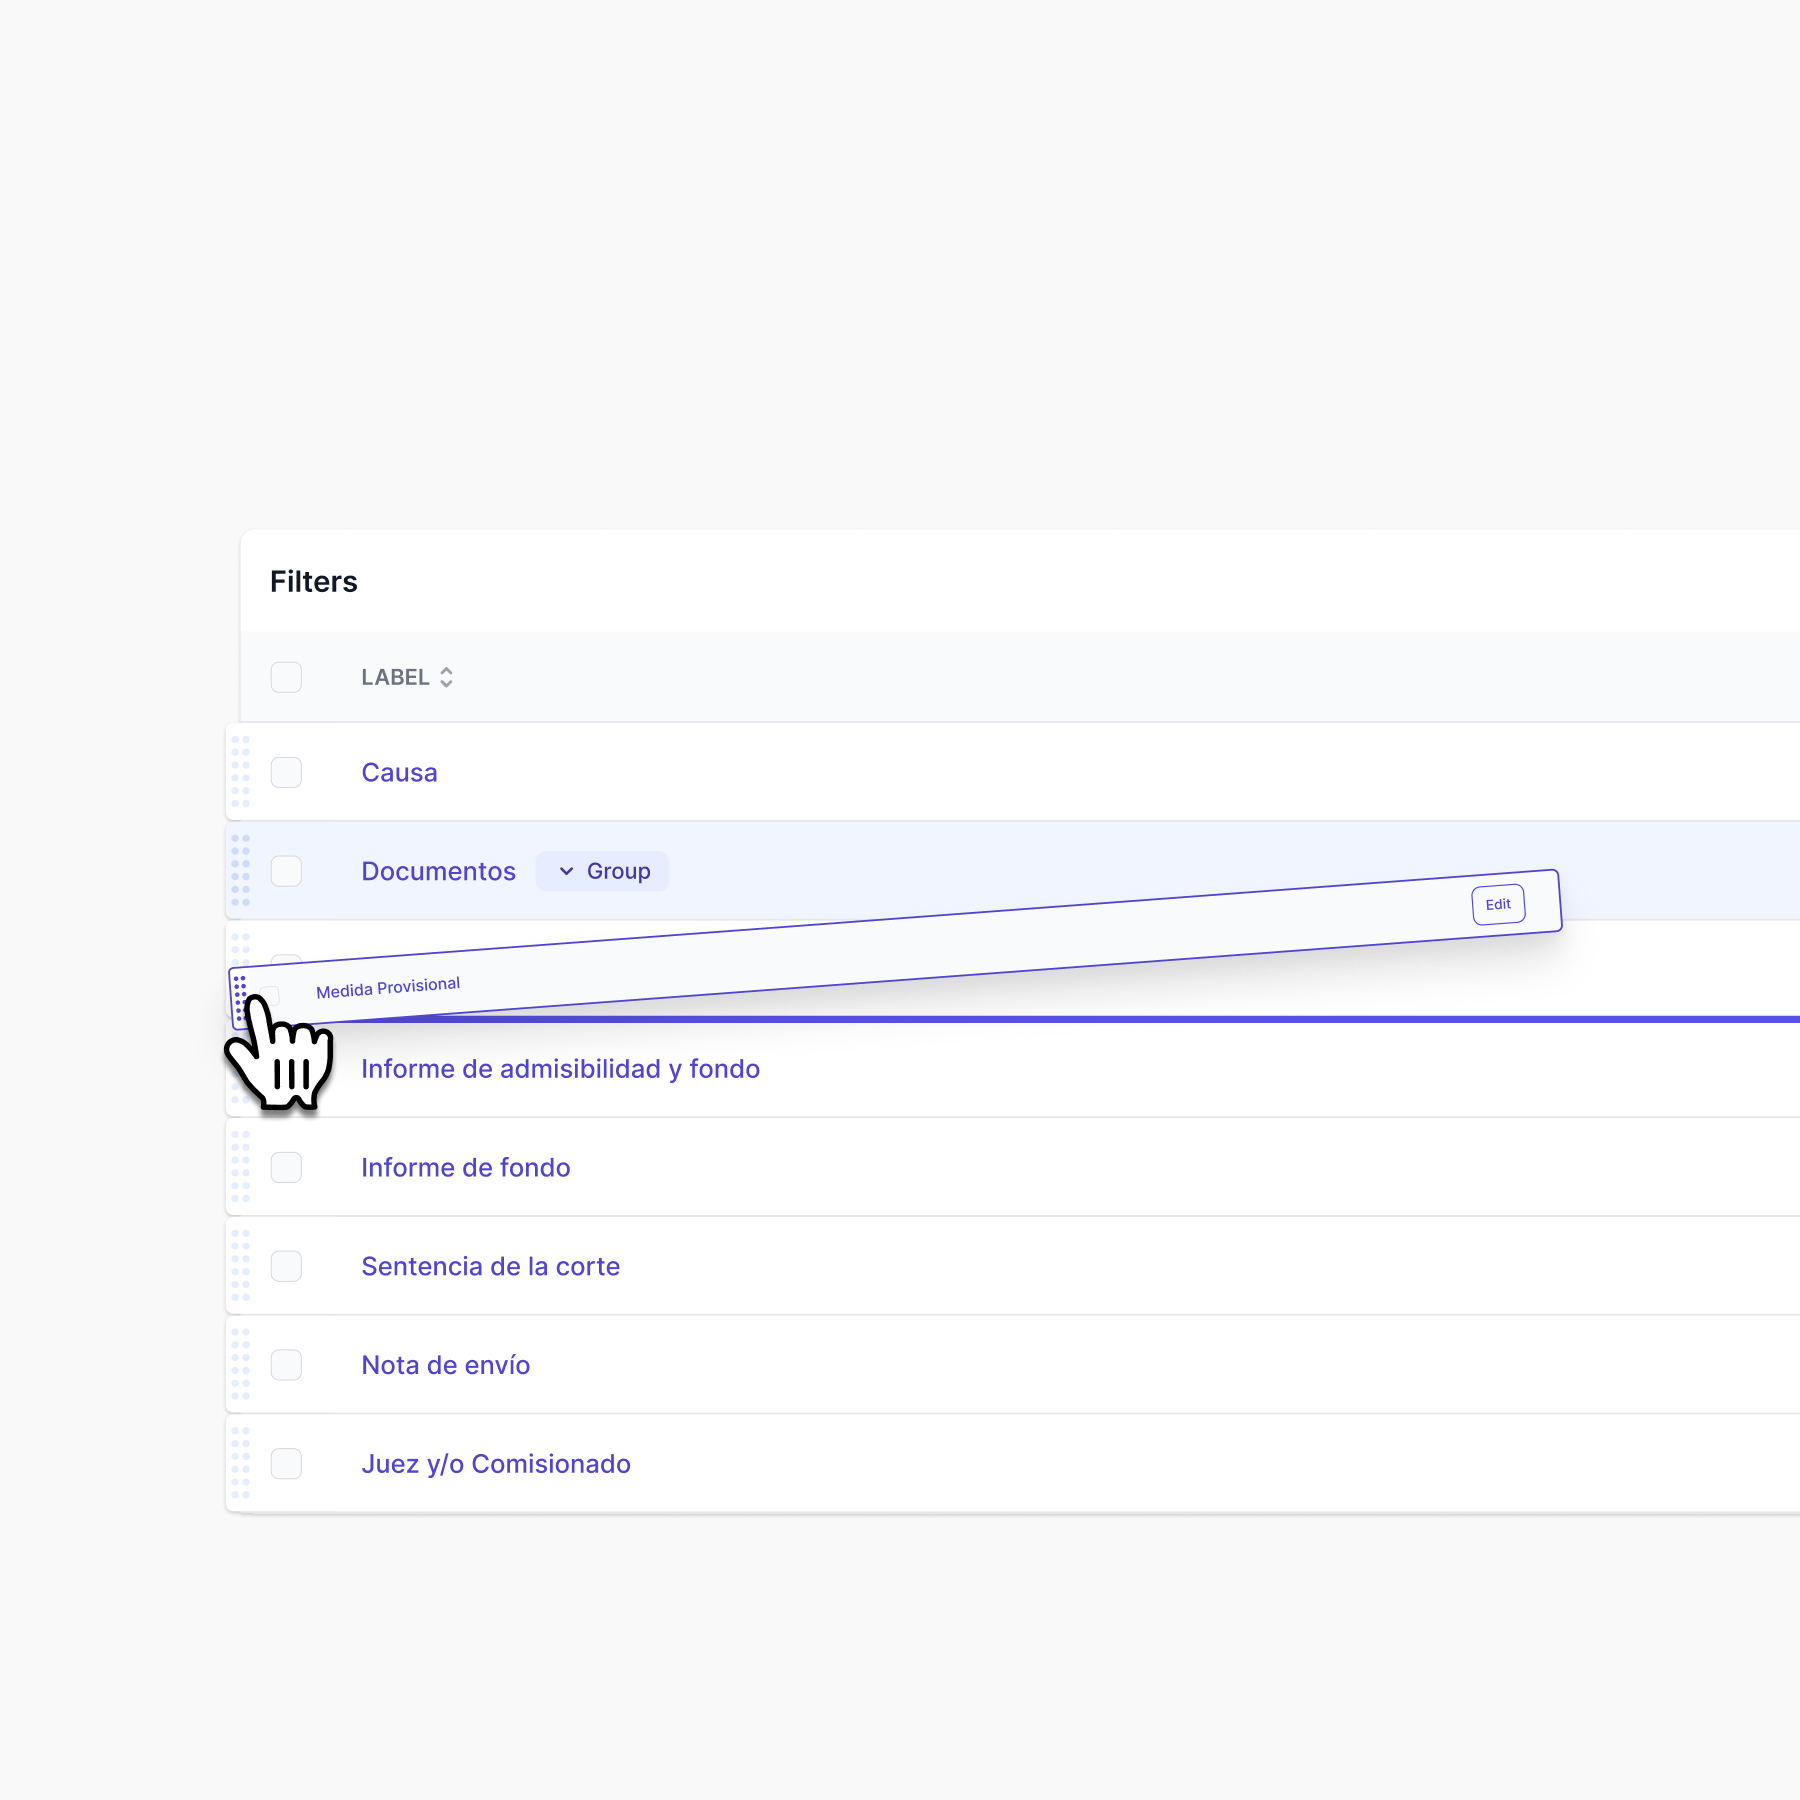 Filters
LABEL
Causa
Documentos Group
Edit
Medida Provisional
Informe de admisibilidad y fondo
Informe de fondo
Sentencia de la corte
Nota de envío
Juez y/o Comisionado